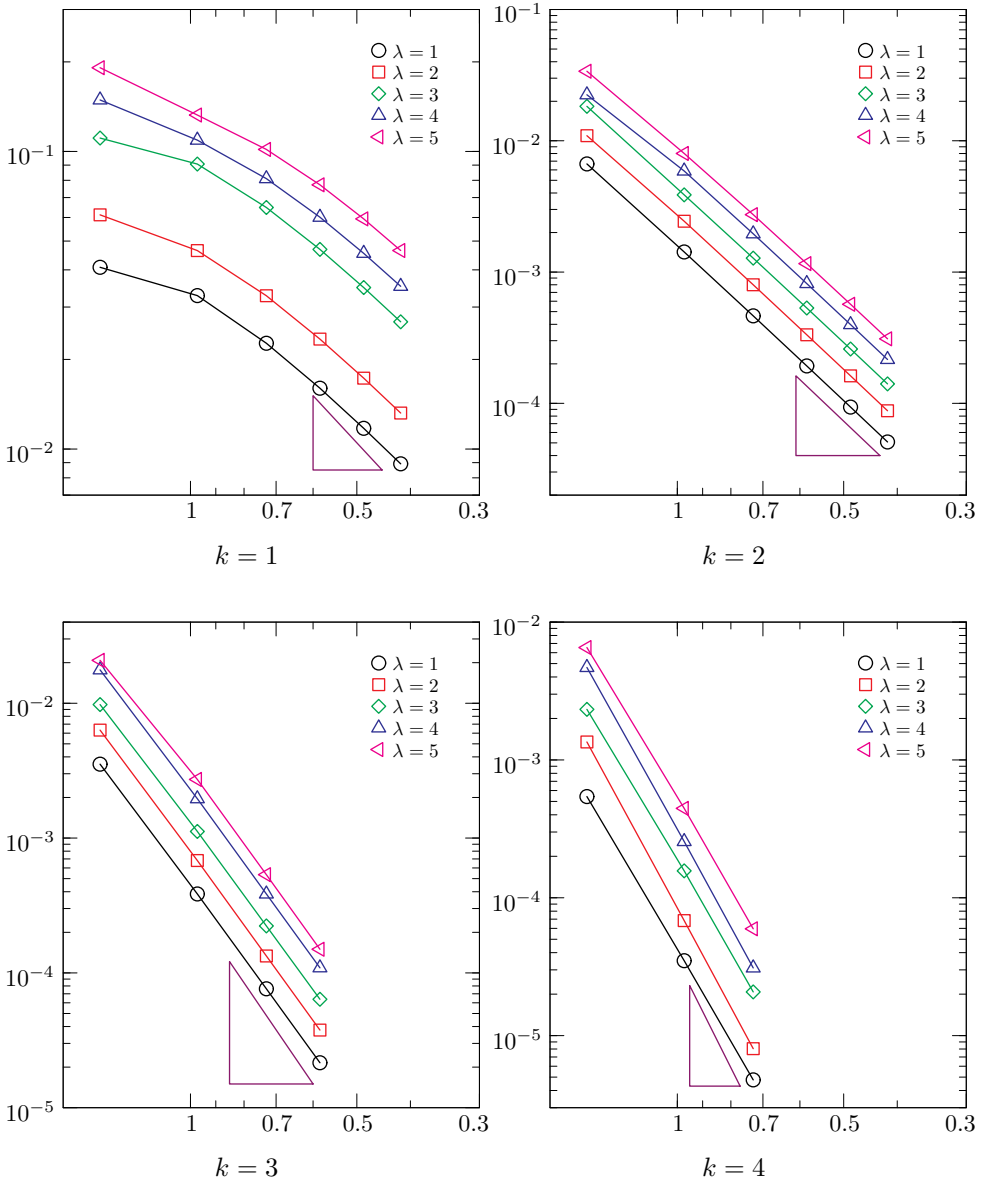 λ = 1
λ = 2
λ = 3
λ = 4
λ = 5
10⁻¹
10⁻²
1
0.7
0.5
0.3
k = 1
10⁻¹
10⁻²
10⁻³
10⁻⁴
λ = 1
λ = 2
λ = 3
λ = 4
λ = 5
1
0.7
0.5
0.3
k = 2
10⁻²
10⁻³
10⁻⁴
10⁻⁵
λ = 1
λ = 2
λ = 3
λ = 4
λ = 5
1
0.7
0.5
0.3
k = 3
10⁻²
10⁻³
10⁻⁴
10⁻⁵
λ = 1
λ = 2
λ = 3
λ = 4
λ = 5
1
0.7
0.5
0.3
k = 4